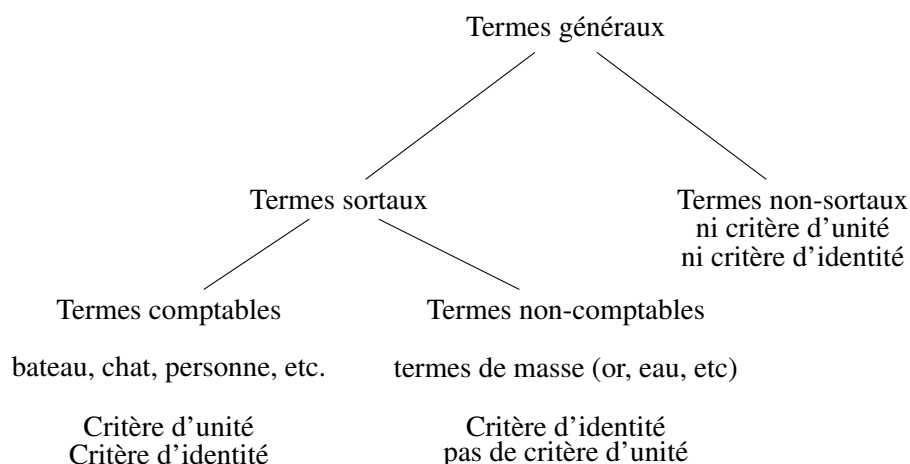 Termes généraux
Termes sortaux
Termes non-sortaux
ni critère d'unité
ni critère d'identité
Termes comptables
Termes non-comptables
bateau, chat, personne, etc.
termes de masse (or, eau, etc)
Critère d'unité
Critère d'identité
Critère d'identité
pas de critère d'unité